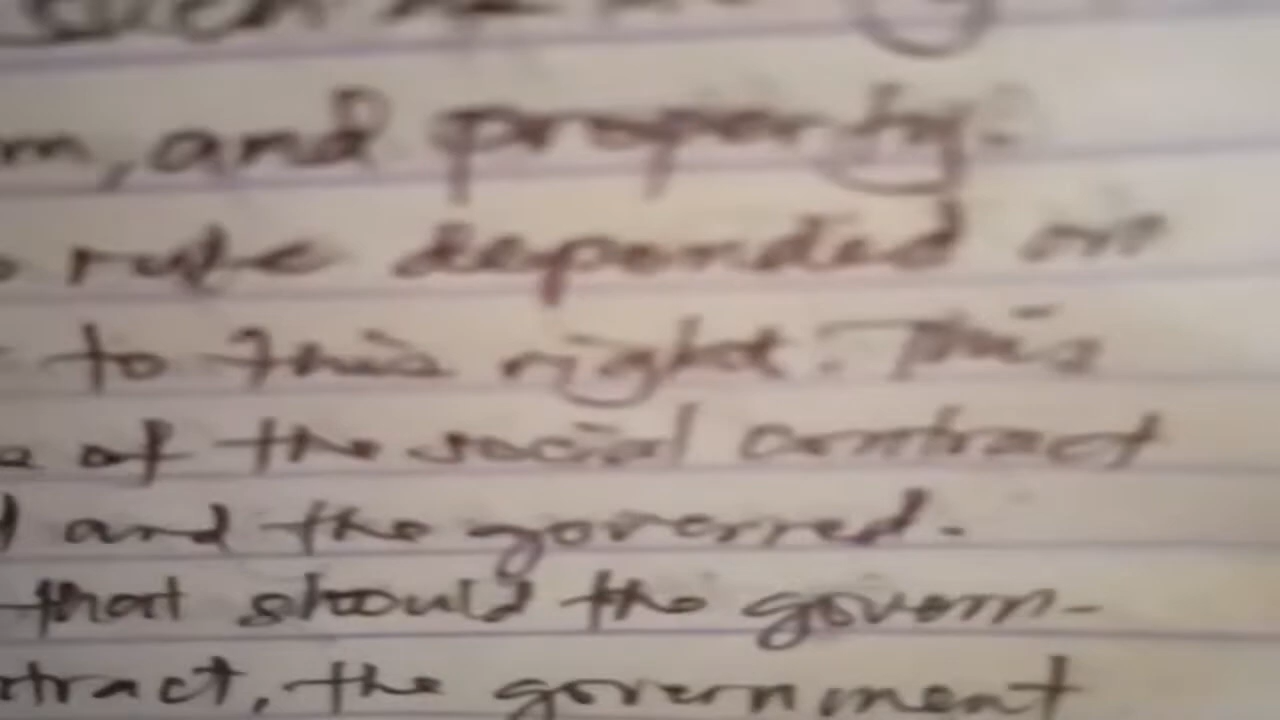 m, and property.
rule depended on
to this right. This
of the social contract
and the governed.
that should the govern-
tract, the government